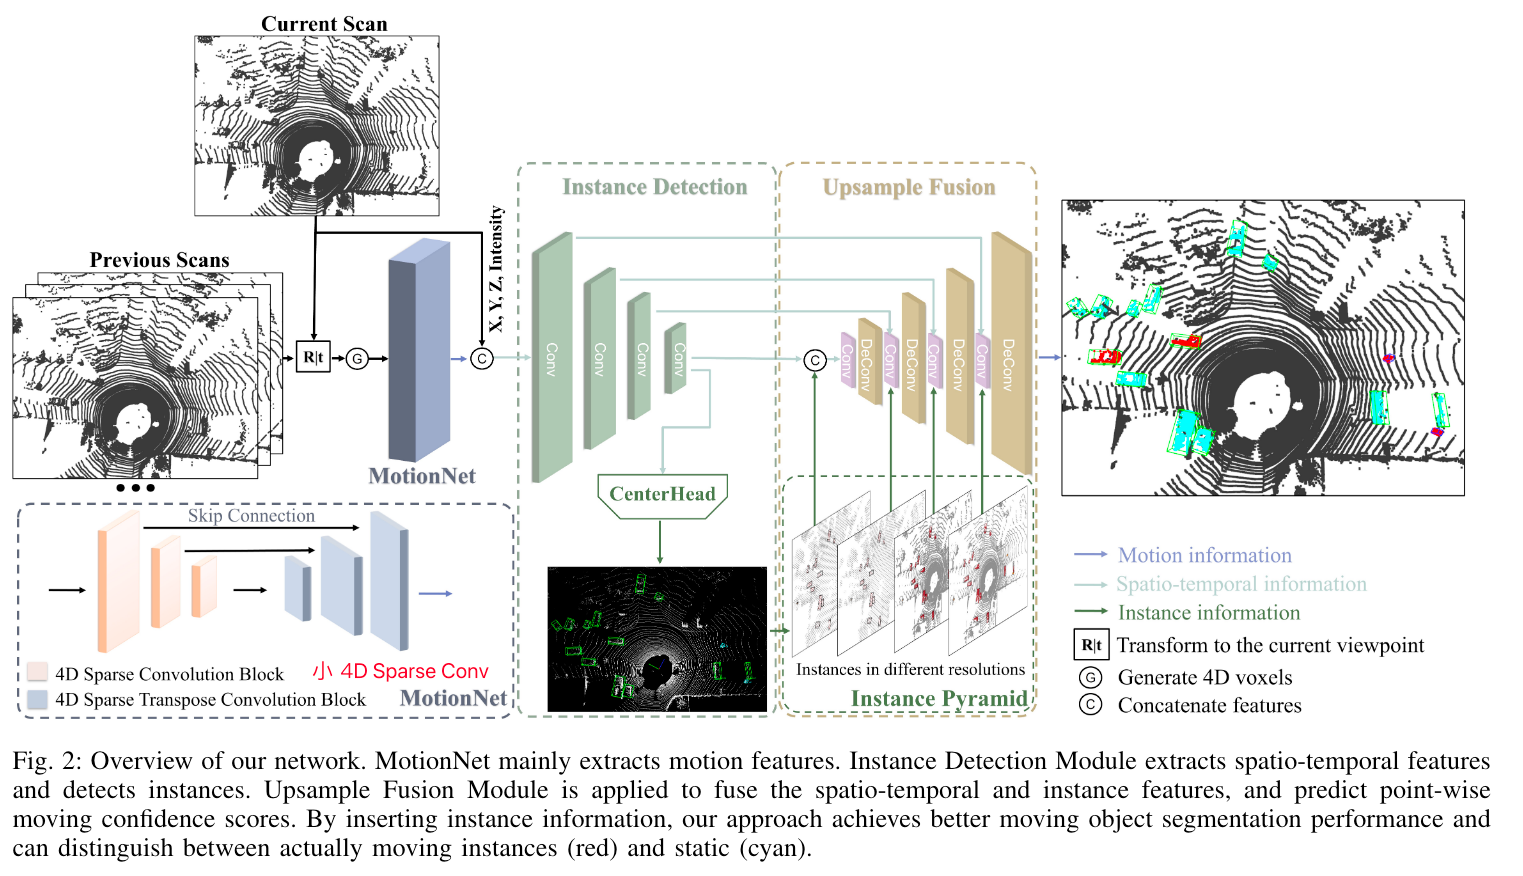 Current Scan
Previous Scans
X, Y, Z, Intensity
R|t
G
C
MotionNet
Instance Detection
Conv
Conv
Conv
Conv
CenterHead
Upsample Fusion
C
Conv
DeConv
Conv
DeConv
Conv
DeConv
Conv
DeConv
Instances in different resolutions
Instance Pyramid
Skip Connection
4D Sparse Convolution Block
小 4D Sparse Conv
4D Sparse Transpose Convolution Block
MotionNet
Motion information
Spatio-temporal information
Instance information
R|t Transform to the current viewpoint
G Generate 4D voxels
C Concatenate features
Fig. 2: Overview of our network. MotionNet mainly extracts motion features. Instance Detection Module extracts spatio-temporal features
and detects instances. Upsample Fusion Module is applied to fuse the spatio-temporal and instance features, and predict point-wise
moving confidence scores. By inserting instance information, our approach achieves better moving object segmentation performance and
can distinguish between actually moving instances (red) and static (cyan).